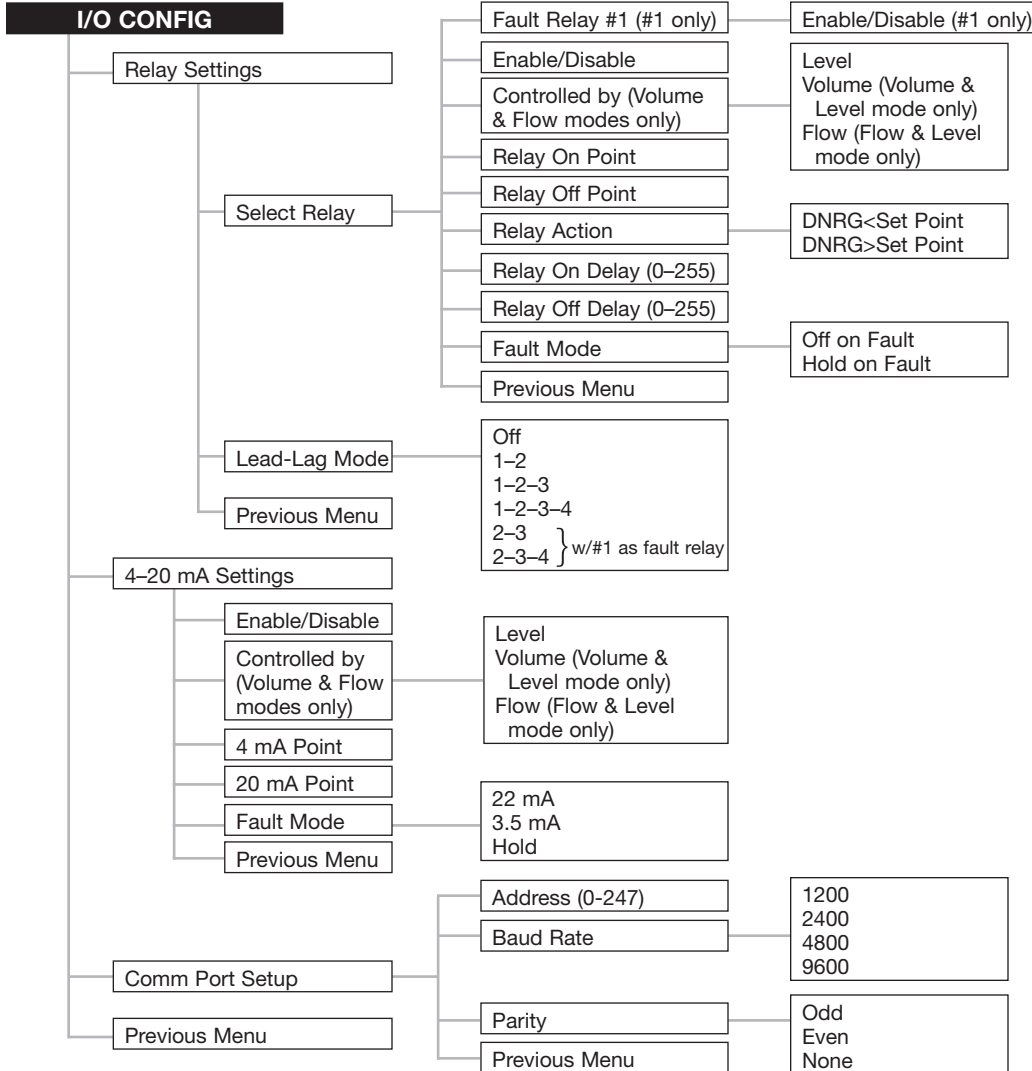 I/O CONFIG
Relay Settings
Select Relay
Fault Relay #1 (#1 only)
Enable/Disable (#1 only)
Enable/Disable
Controlled by (Volume
& Flow modes only)
Level
Volume (Volume &
Level mode only)
Flow (Flow & Level
mode only)
Relay On Point
Relay Off Point
Relay Action
DNRG<Set Point
DNRG>Set Point
Relay On Delay (0–255)
Relay Off Delay (0–255)
Fault Mode
Off on Fault
Hold on Fault
Previous Menu
Lead-Lag Mode
Off
1–2
1–2–3
1–2–3–4
2–3
2–3–4 } w/#1 as fault relay
Previous Menu
4–20 mA Settings
Enable/Disable
Controlled by
(Volume & Flow
modes only)
Level
Volume (Volume &
Level mode only)
Flow (Flow & Level
mode only)
4 mA Point
20 mA Point
Fault Mode
22 mA
3.5 mA
Hold
Previous Menu
Comm Port Setup
Address (0-247)
Baud Rate
1200
2400
4800
9600
Parity
Odd
Even
None
Previous Menu
Previous Menu